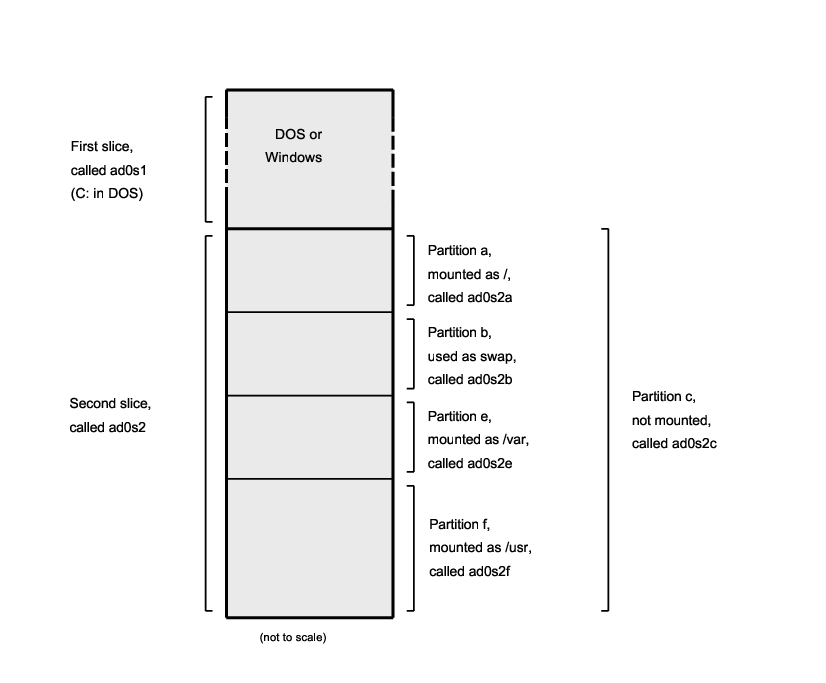 DOS or
Windows
First slice,
called ad0s1
(C: in DOS)
Partition a,
mounted as /,
called ad0s2a
Partition b,
used as swap,
called ad0s2b
Second slice,
called ad0s2
Partition c,
not mounted,
called ad0s2c
Partition e,
mounted as /var,
called ad0s2e
Partition f,
mounted as /usr,
called ad0s2f
(not to scale)